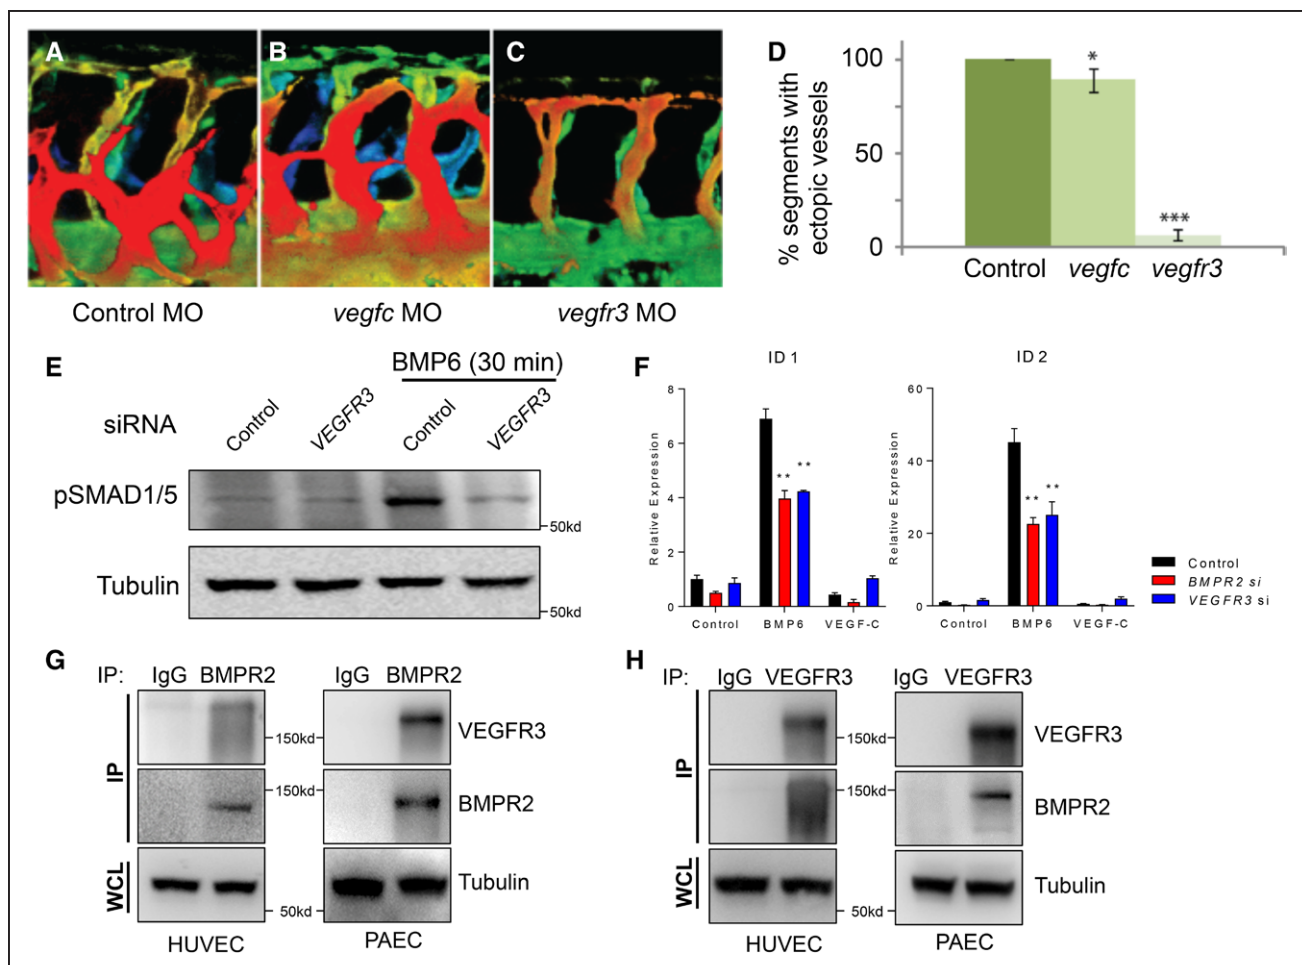 A
B
C
Control MO
vegfc MO
vegfr3 MO
D
% segments with
ectopic vessels
100
50
0
*
***
Control
vegfc
vegfr3
E
BMP6 (30 min)
siRNA
Control
VEGFR3
Control
VEGFR3
pSMAD1/5
50kd
Tubulin
50kd
F
ID 1
Relative Expression
8
6
4
2
0
**
**
Control
BMP6
VEGF-C
ID 2
Relative Expression
60
40
20
0
**
**
Control
BMP6
VEGF-C
Control
BMPR2 si
VEGFR3 si
G
IP:
IgG BMPR2
IgG BMPR2
IP
150kd
VEGFR3
150kd
BMPR2
WCL
Tubulin
50kd
HUVEC
PAEC
H
IP:
IgG VEGFR3
IgG VEGFR3
IP
150kd
VEGFR3
150kd
BMPR2
WCL
Tubulin
50kd
HUVEC
PAEC